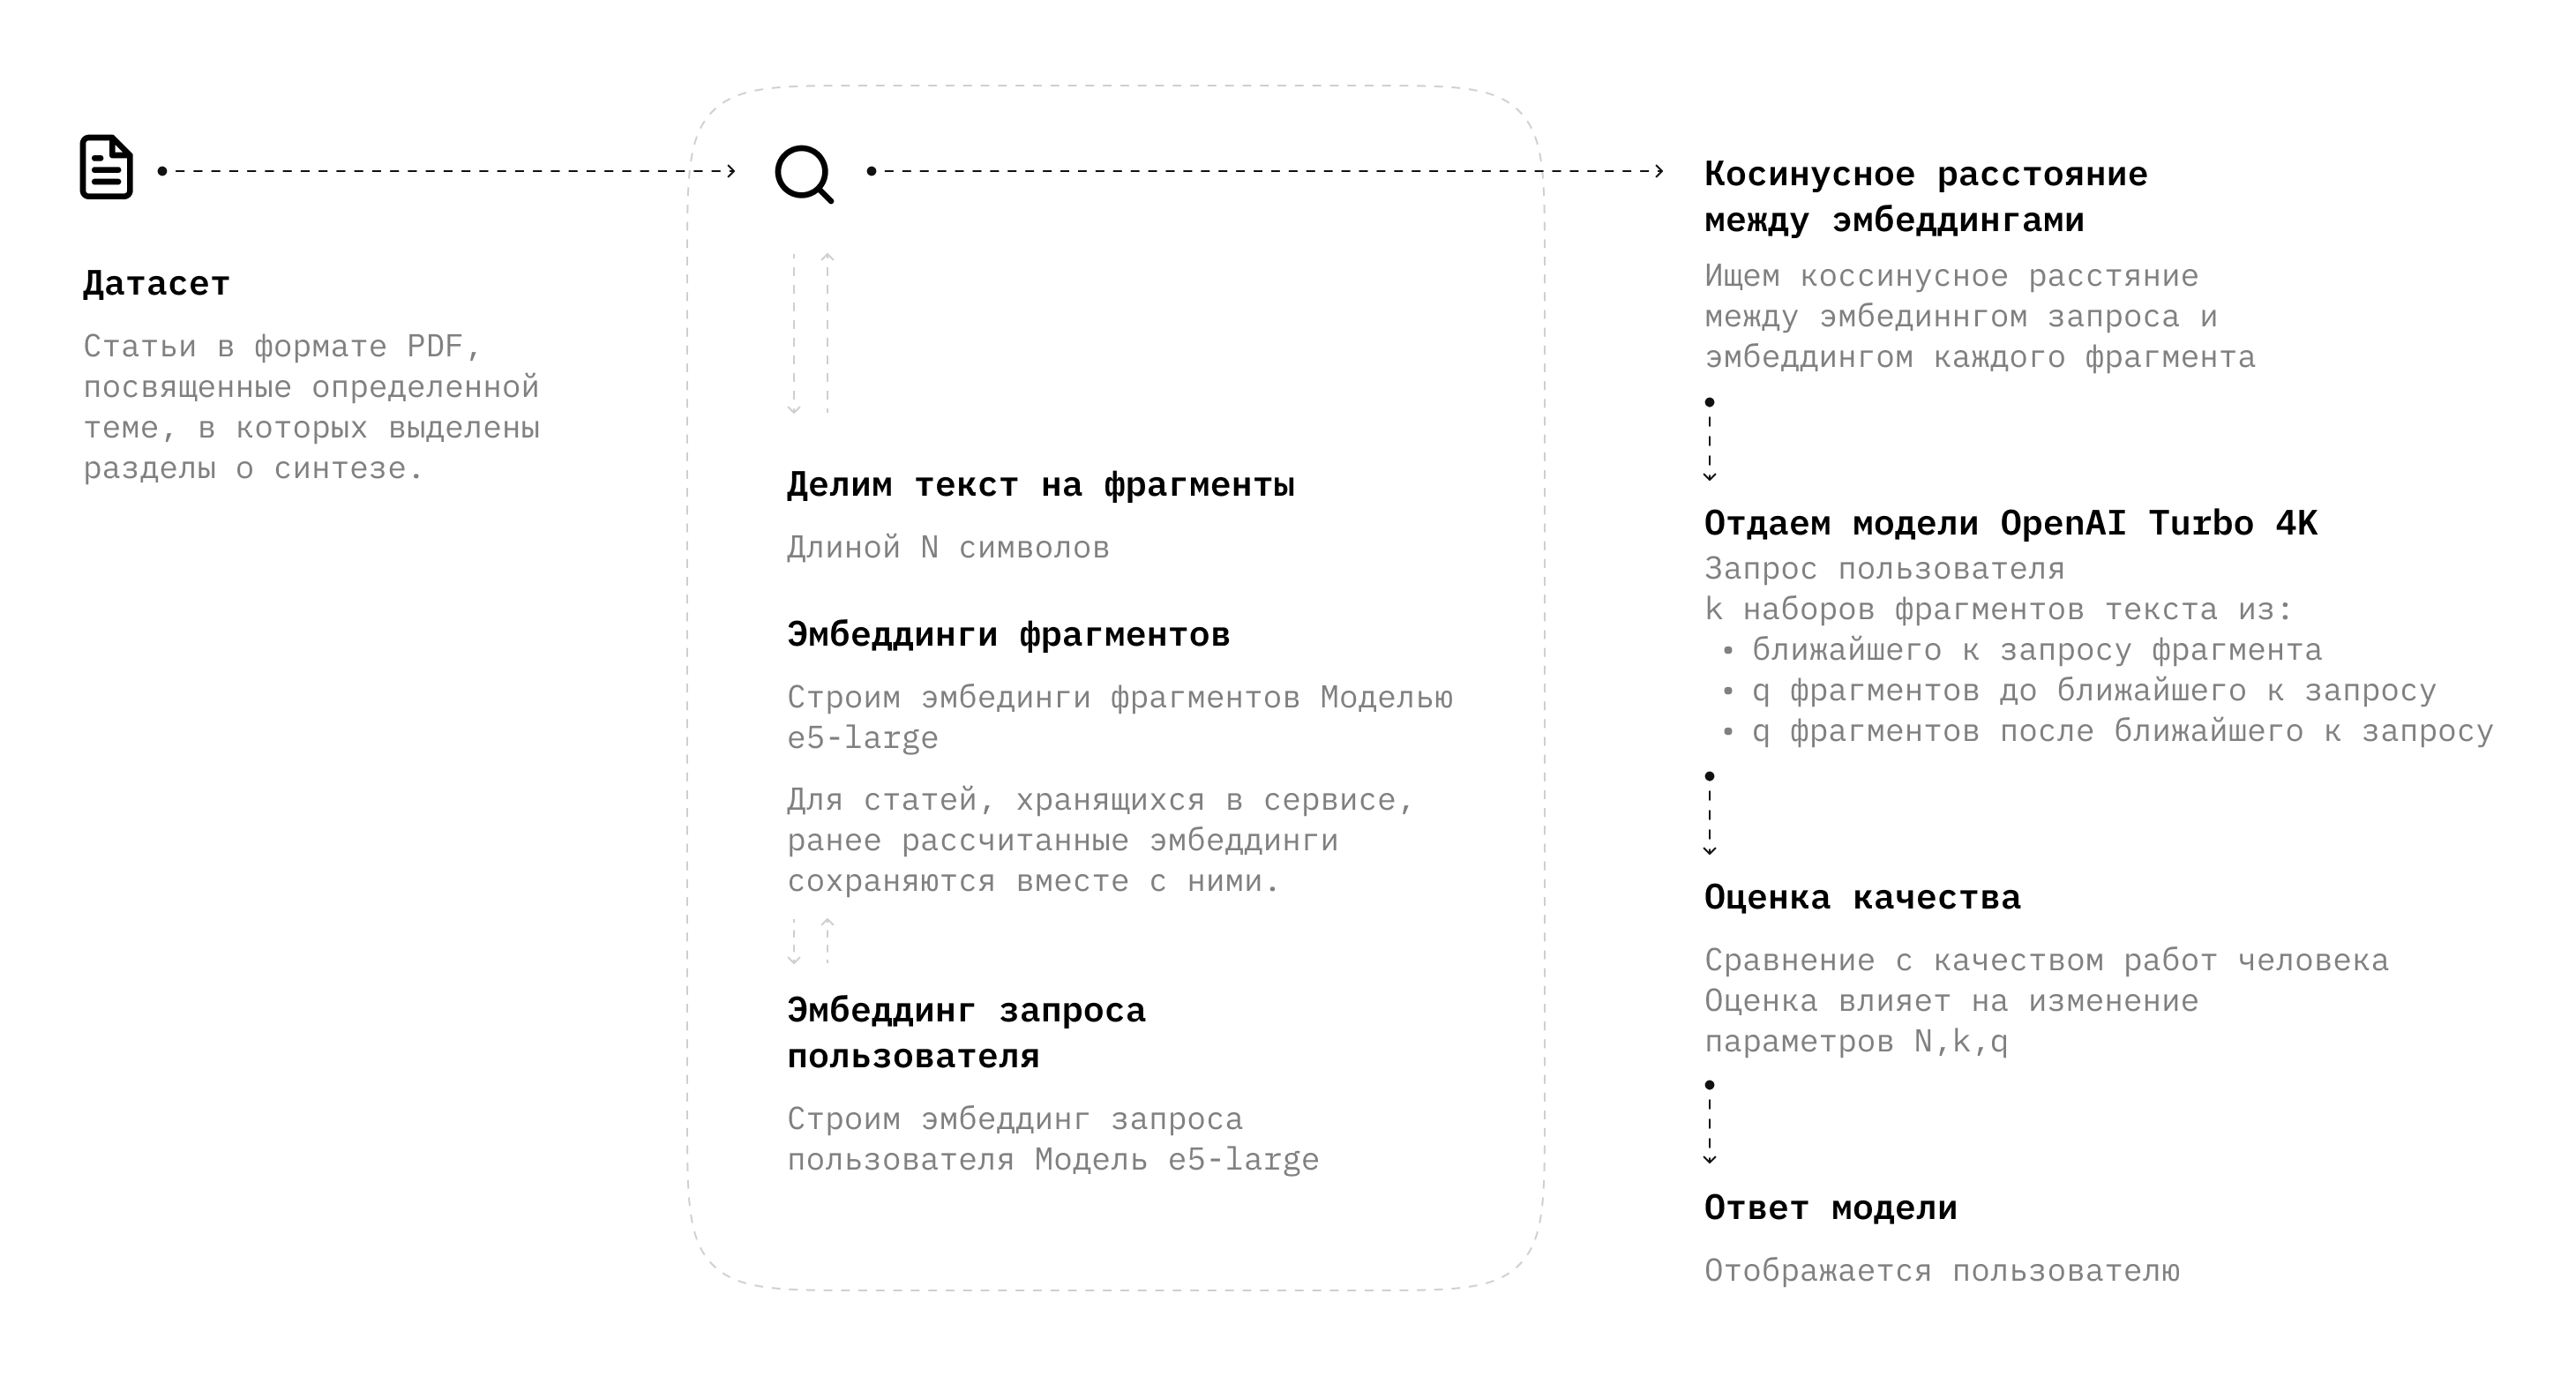 Датасет
Статьи в формате PDF,
посвященные определенной
теме, в которых выделены
разделы о синтезе.
Делим текст на фрагменты
Длиной N символов
Эмбеддинги фрагментов
Строим эмбединги фрагментов Моделью
e5-large
Для статей, хранящихся в сервисе,
ранее рассчитанные эмбеддинги
сохраняются вместе с ними.
Эмбеддинг запроса
пользователя
Строим эмбеддинг запроса
пользователя Модель e5-large
Косинусное расстояние
между эмбеддингами
Ищем коссинусное расстяние
между эмбединнгом запроса и
эмбеддингом каждого фрагмента
Отдаем модели OpenAI Turbo 4K
Запрос пользователя
k наборов фрагментов текста из:
• ближайшего к запросу фрагмента
• q фрагментов до ближайшего к запросу
• q фрагментов после ближайшего к запросу
Оценка качества
Сравнение с качеством работ человека
Оценка влияет на изменение
параметров N,k,q
Ответ модели
Отображается пользователю